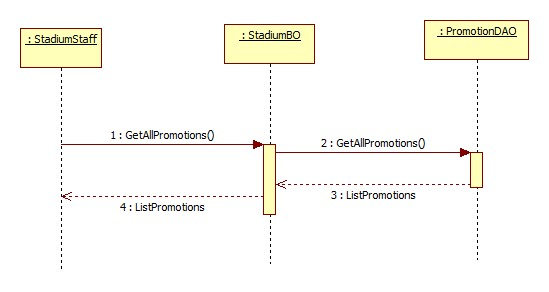 : StadiumStaff
: StadiumBO
: PromotionDAO
1 : GetAllPromotions()
2 : GetAllPromotions()
3 : ListPromotions
4 : ListPromotions